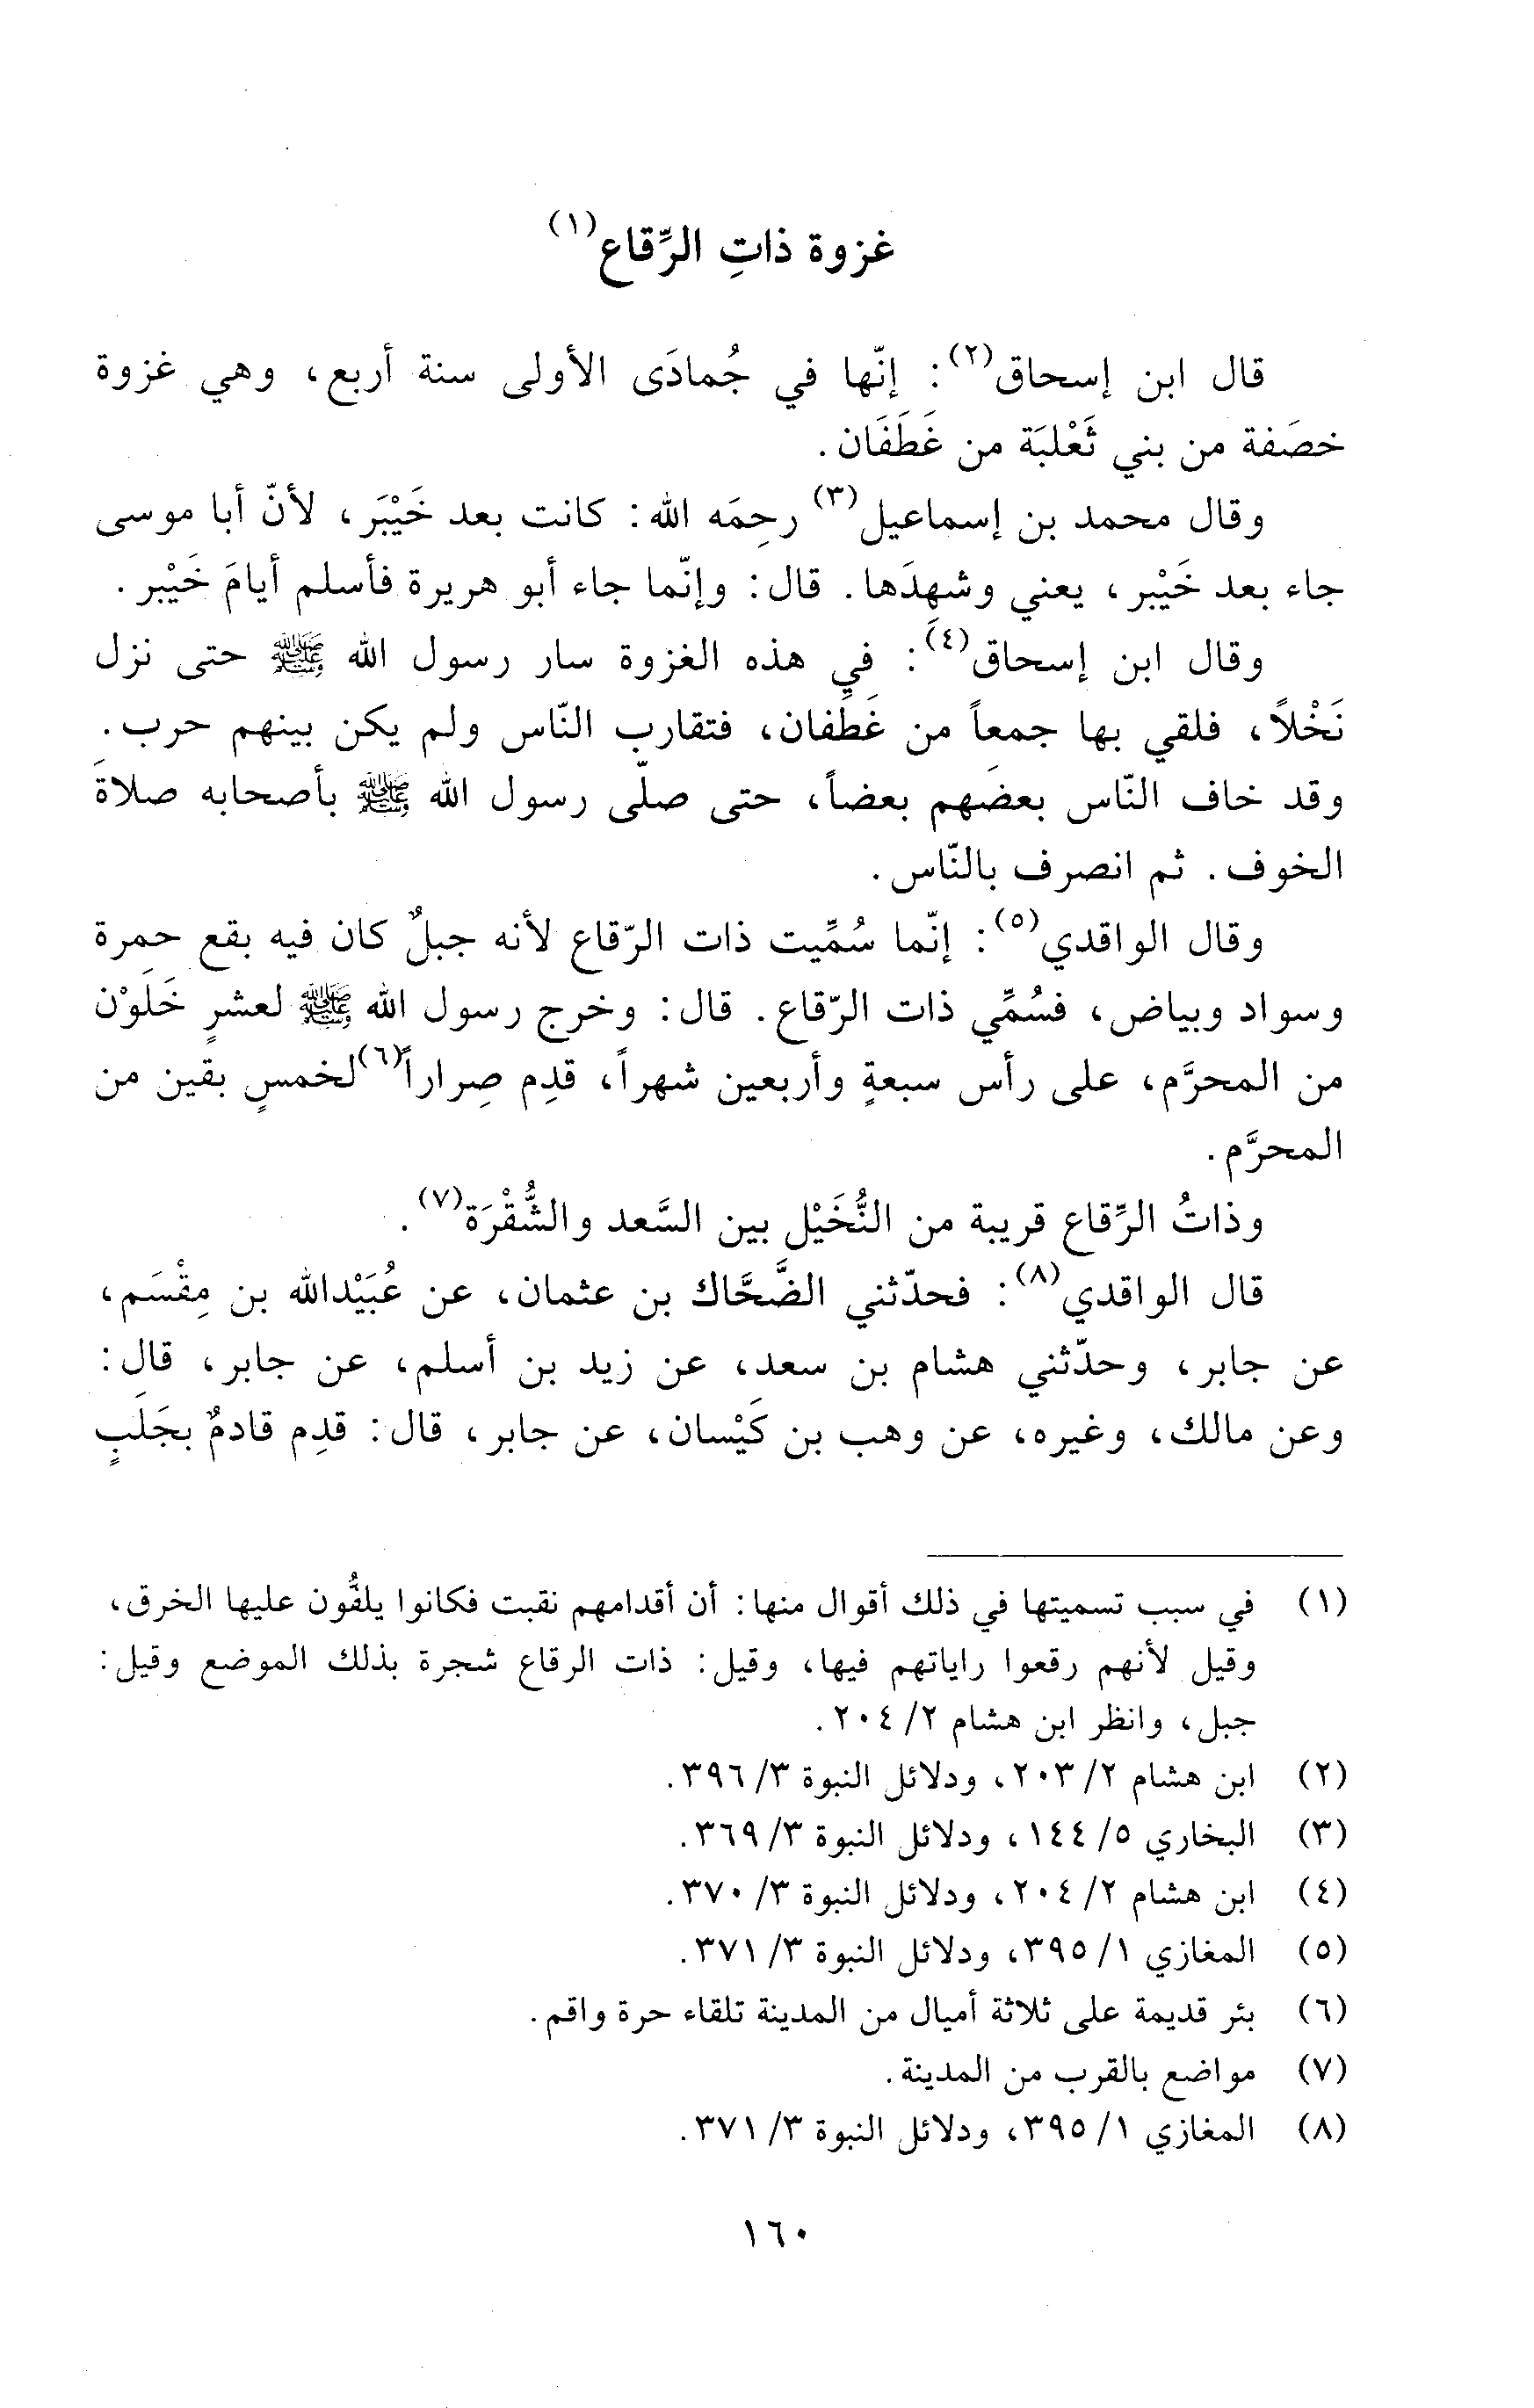 غزوة ذاتِ الرِّقاع(١)
قال ابن إسحاق(٢): إنّها في جُمادَى الأولى سنة أربع، وهي غزوة
خصَفة من بني ثَعْلبَة من غَطَفَان.
وقال محمد بن إسماعيل(٣) رحِمَه الله: كانت بعد خَيْبَر، لأنّ أبا موسى
جاء بعد خَيْبر، يعني وشهِدَها. قال: وإنّما جاء أبو هريرة فأسلم أيامَ خَيْبر.
وقال ابن إسحاق(٤): في هذه الغزوة سار رسول الله ﷺ حتى نزل
نَخْلاً، فلقي بها جمعاً من غَطَفان، فتقارب النّاس ولم يكن بينهم حرب.
وقد خاف النّاس بعضَهم بعضاً، حتى صلّى رسول الله ﷺ بأصحابه صلاةَ
الخوف. ثم انصرف بالنّاس.
وقال الواقدي(٥): إنّما سُمِّيت ذات الرّقاع لأنه جبلٌ كان فيه بقع حمرة
وسواد وبياض، فسُمِّي ذات الرّقاع. قال: وخرج رسول الله ﷺ لعشرٍ خَلَوْن
من المحرَّم، على رأس سبعةٍ وأربعين شهراً، قدِم صِراراً(٦) لخمسٍ بقين من
المحرَّم.
وذاتُ الرِّقاع قريبة من النُّخَيْل بين السَّعد والشُّقْرَة(٧).
قال الواقدي(٨): فحدّثني الضَّحَّاك بن عثمان، عن عُبَيْدالله بن مِقْسَم،
عن جابر، وحدّثني هشام بن سعد، عن زيد بن أسلم، عن جابر، قال:
وعن مالك، وغيره، عن وهب بن كَيْسان، عن جابر، قال: قدِم قادمٌ بجَلَبٍ
(١) في سبب تسميتها في ذلك أقوال منها: أن أقدامهم نقبت فكانوا يلفُّون عليها الخرق،
وقيل لأنهم رقعوا راياتهم فيها، وقيل: ذات الرقاع شجرة بذلك الموضع وقيل:
جبل، وانظر ابن هشام ٢/ ٢٠٤.
(٢) ابن هشام ٢/ ٢٠٣، ودلائل النبوة ٣/ ٣٩٦.
(٣) البخاري ٥/ ١٤٤، ودلائل النبوة ٣/ ٣٦٩.
(٤) ابن هشام ٢/ ٢٠٤، ودلائل النبوة ٣/ ٣٧٠.
(٥) المغازي ١/ ٣٩٥، ودلائل النبوة ٣/ ٣٧١.
(٦) بئر قديمة على ثلاثة أميال من المدينة تلقاء حرة واقم.
(٧) مواضع بالقرب من المدينة.
(٨) المغازي ١/ ٣٩٥، ودلائل النبوة ٣/ ٣٧١.
١٦٠